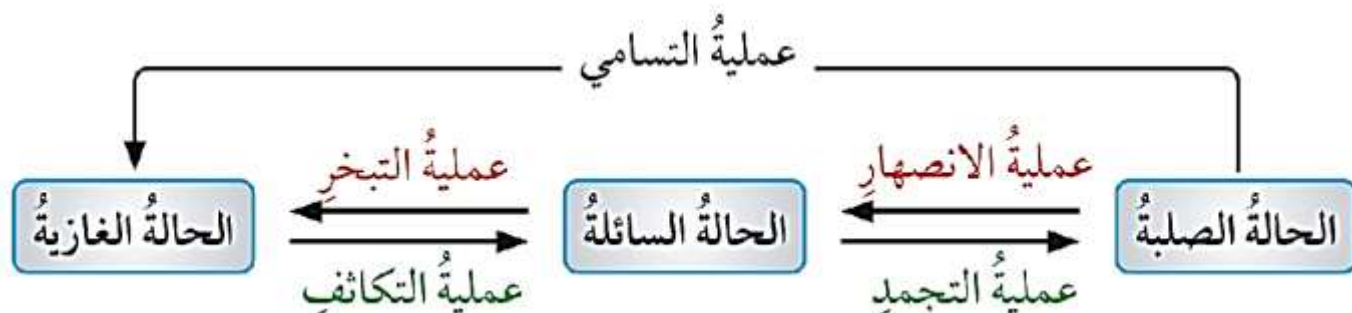 عمليةُ التسامي
عمليةُ الانصهارِ
عمليةُ التبخرِ
الحالةُ الصلبةُ
الحالةُ السائلةُ
الحالةُ الغازيةُ
عمليةُ التجمدِ
عمليةُ التكاثفِ